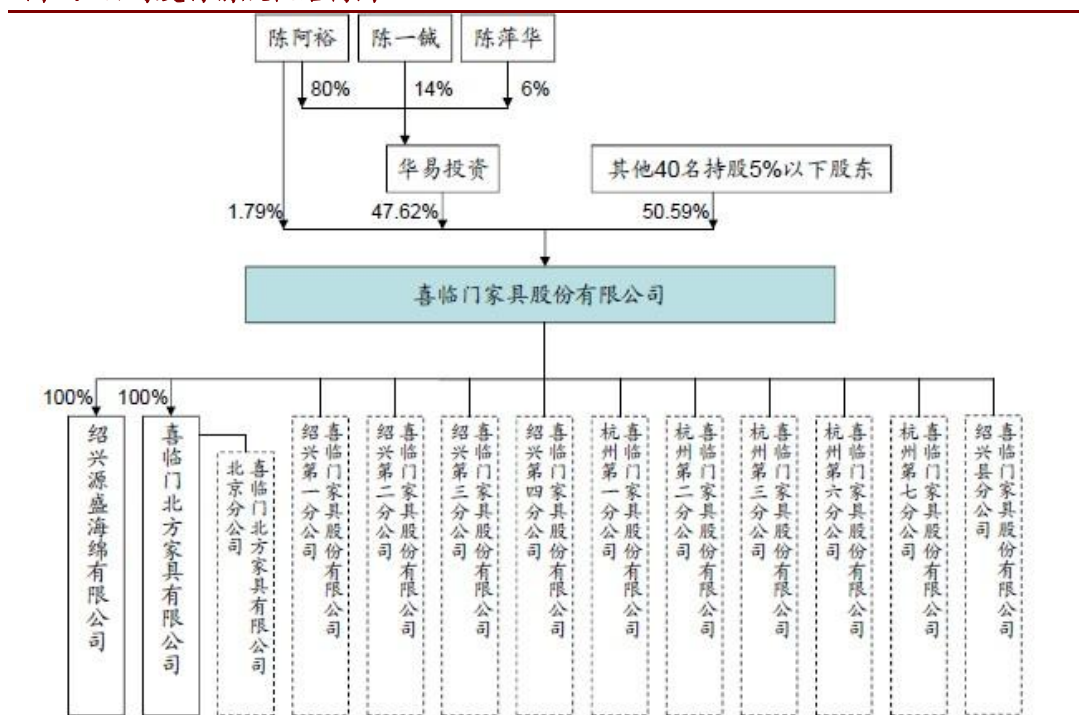 陈阿裕
陈一铖
陈萍华
80%
14%
6%
华易投资
其他40名持股5%以下股东
1.79%
47.62%
50.59%
喜临门家具股份有限公司
100%
100%
绍兴源盛海绵有限公司
喜临门北方家具有限公司
喜临门北方家具有限公司
北京分公司
喜临门家具股份有限公司
绍兴第一分公司
喜临门家具股份有限公司
绍兴第二分公司
喜临门家具股份有限公司
绍兴第三分公司
喜临门家具股份有限公司
绍兴第四分公司
喜临门家具股份有限公司
杭州第一分公司
喜临门家具股份有限公司
杭州第二分公司
喜临门家具股份有限公司
杭州第三分公司
喜临门家具股份有限公司
杭州第六分公司
喜临门家具股份有限公司
杭州第七分公司
喜临门家具股份有限公司
绍兴县分公司